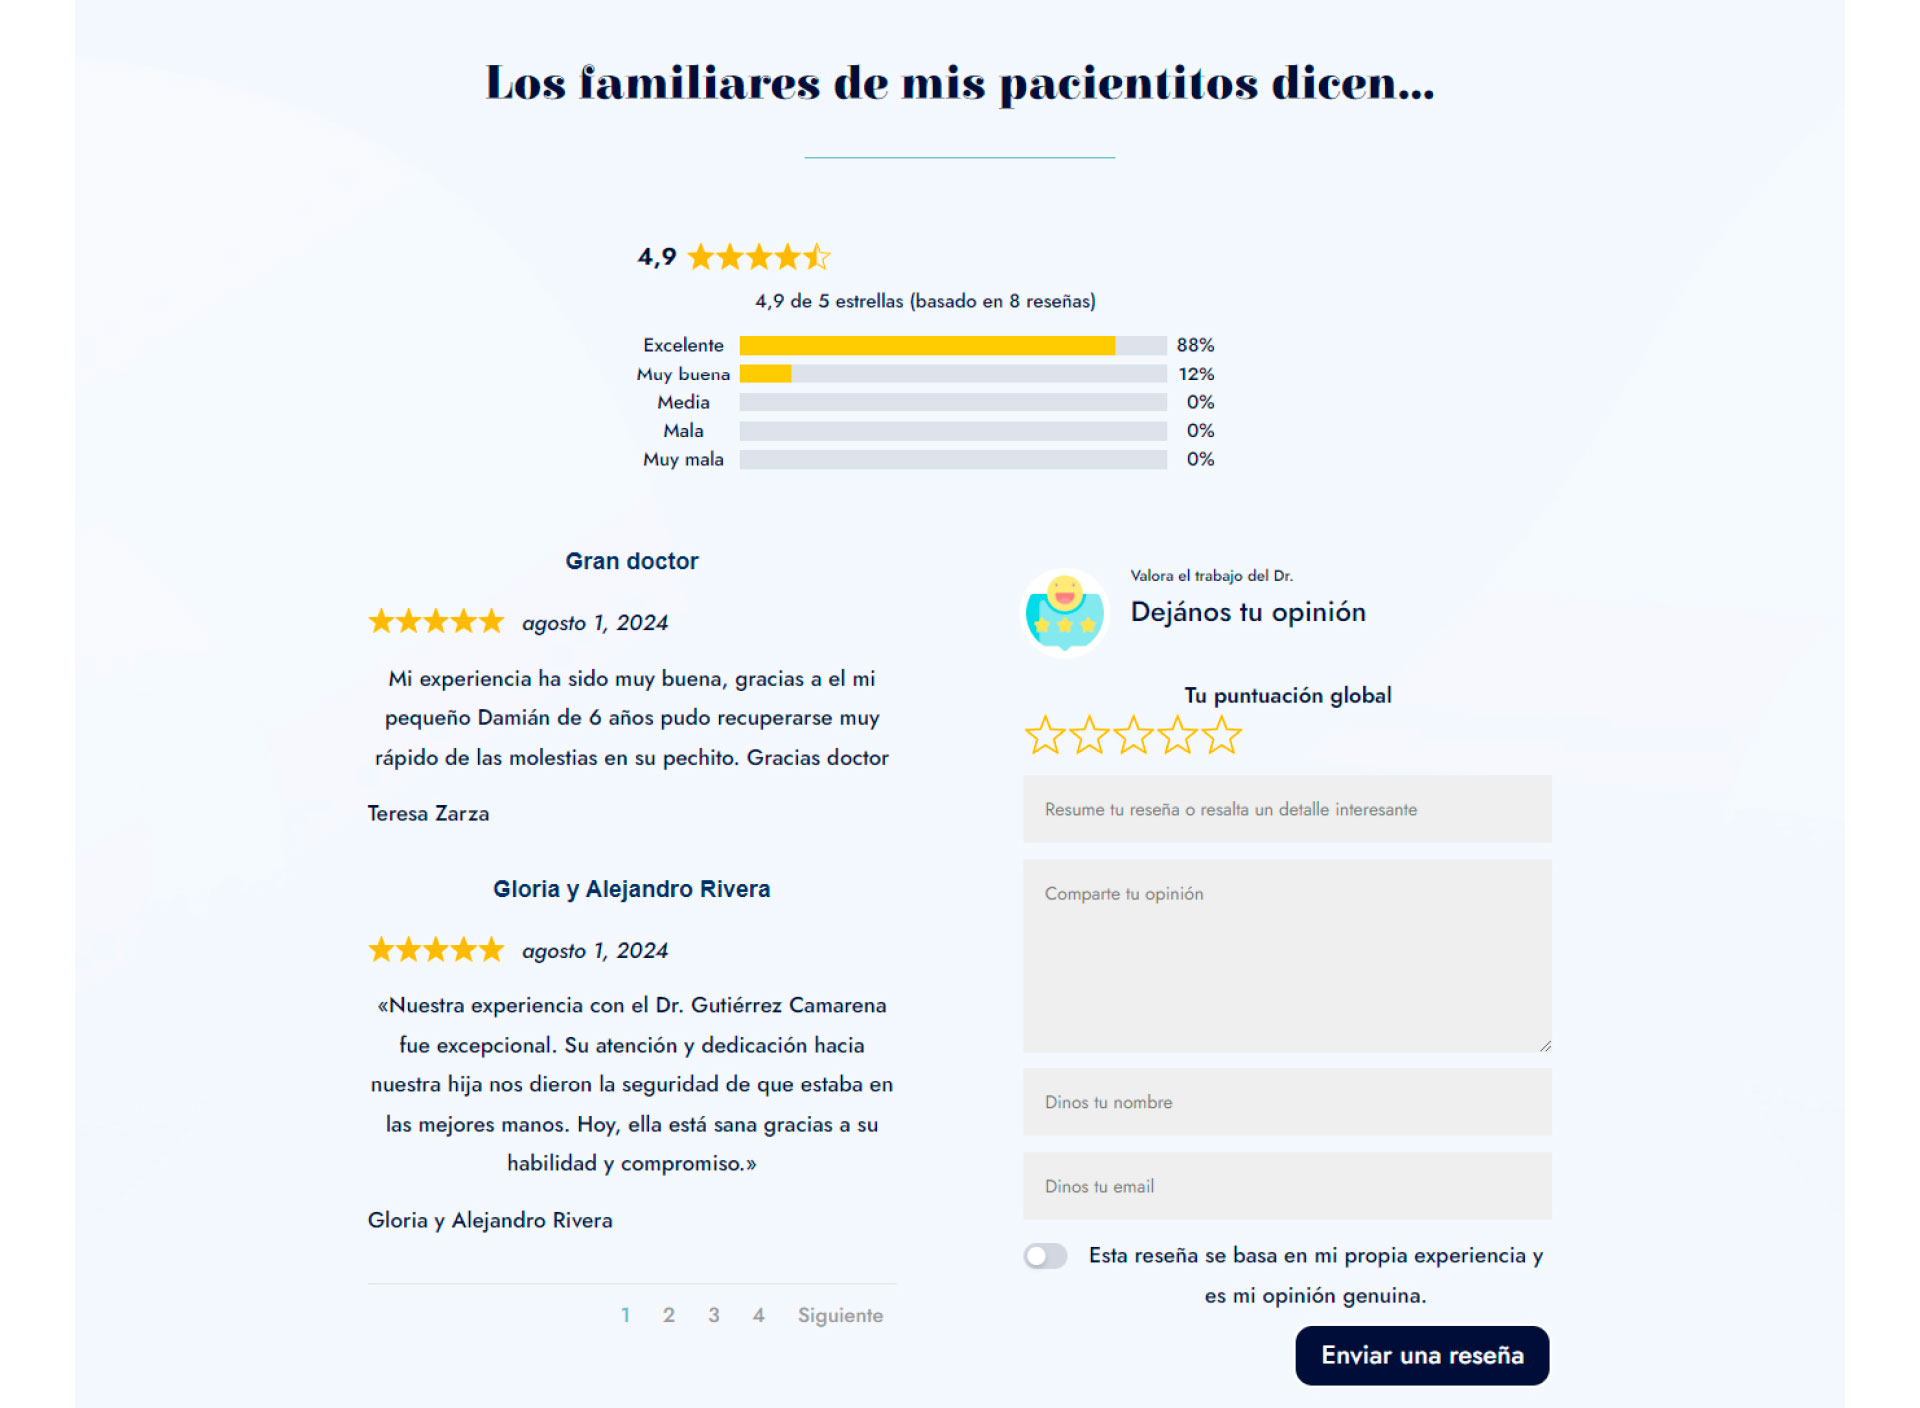 Los familiares de mis pacientitos dicen...
4,9
4,9 de 5 estrellas (basado en 8 reseñas)
Excelente 88%
Muy buena 12%
Media 0%
Mala 0%
Muy mala 0%
Gran doctor
agosto 1, 2024
Mi experiencia ha sido muy buena, gracias a el mi
pequeño Damián de 6 años pudo recuperarse muy
rápido de las molestias en su pechito. Gracias doctor
Teresa Zarza
Gloria y Alejandro Rivera
agosto 1, 2024
«Nuestra experiencia con el Dr. Gutiérrez Camarena
fue excepcional. Su atención y dedicación hacia
nuestra hija nos dieron la seguridad de que estaba en
las mejores manos. Hoy, ella está sana gracias a su
habilidad y compromiso.»
Gloria y Alejandro Rivera
1 2 3 4 Siguiente
Valora el trabajo del Dr.
Dejános tu opinión
Tu puntuación global
Resume tu reseña o resalta un detalle interesante
Comparte tu opinión
Dinos tu nombre
Dinos tu email
Esta reseña se basa en mi propia experiencia y
es mi opinión genuina.
Enviar una reseña